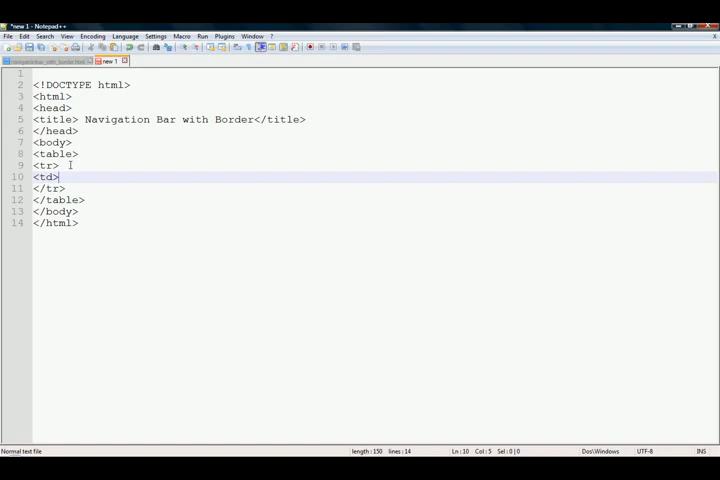 *new 1 - Notepad++
File Edit Search View Encoding Language Settings Macro Run Plugins Window ? X
navigationbar_with_border.html new 1
1
2 <!DOCTYPE html>
3 <html>
4 <head>
5 <title> Navigation Bar with Border</title>
6 </head>
7 <body>
8 <table>
9 <tr>
10 <td>
11 </tr>
12 </table>
13 </body>
14 </html>
Normal text file length : 150 lines : 14 Ln : 10 Col : 5 Sel : 0 | 0 Dos\Windows UTF-8 INS